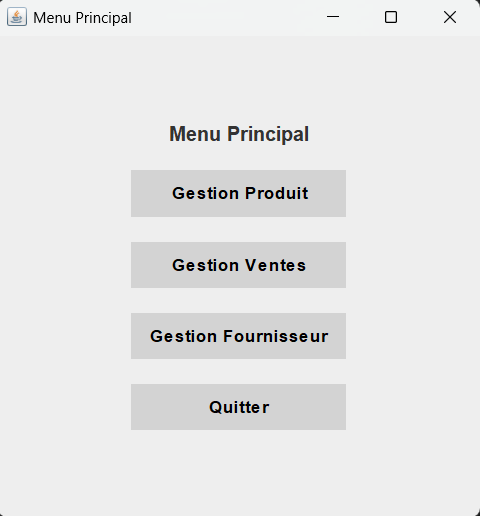 Menu Principal
Menu Principal
Gestion Produit
Gestion Ventes
Gestion Fournisseur
Quitter